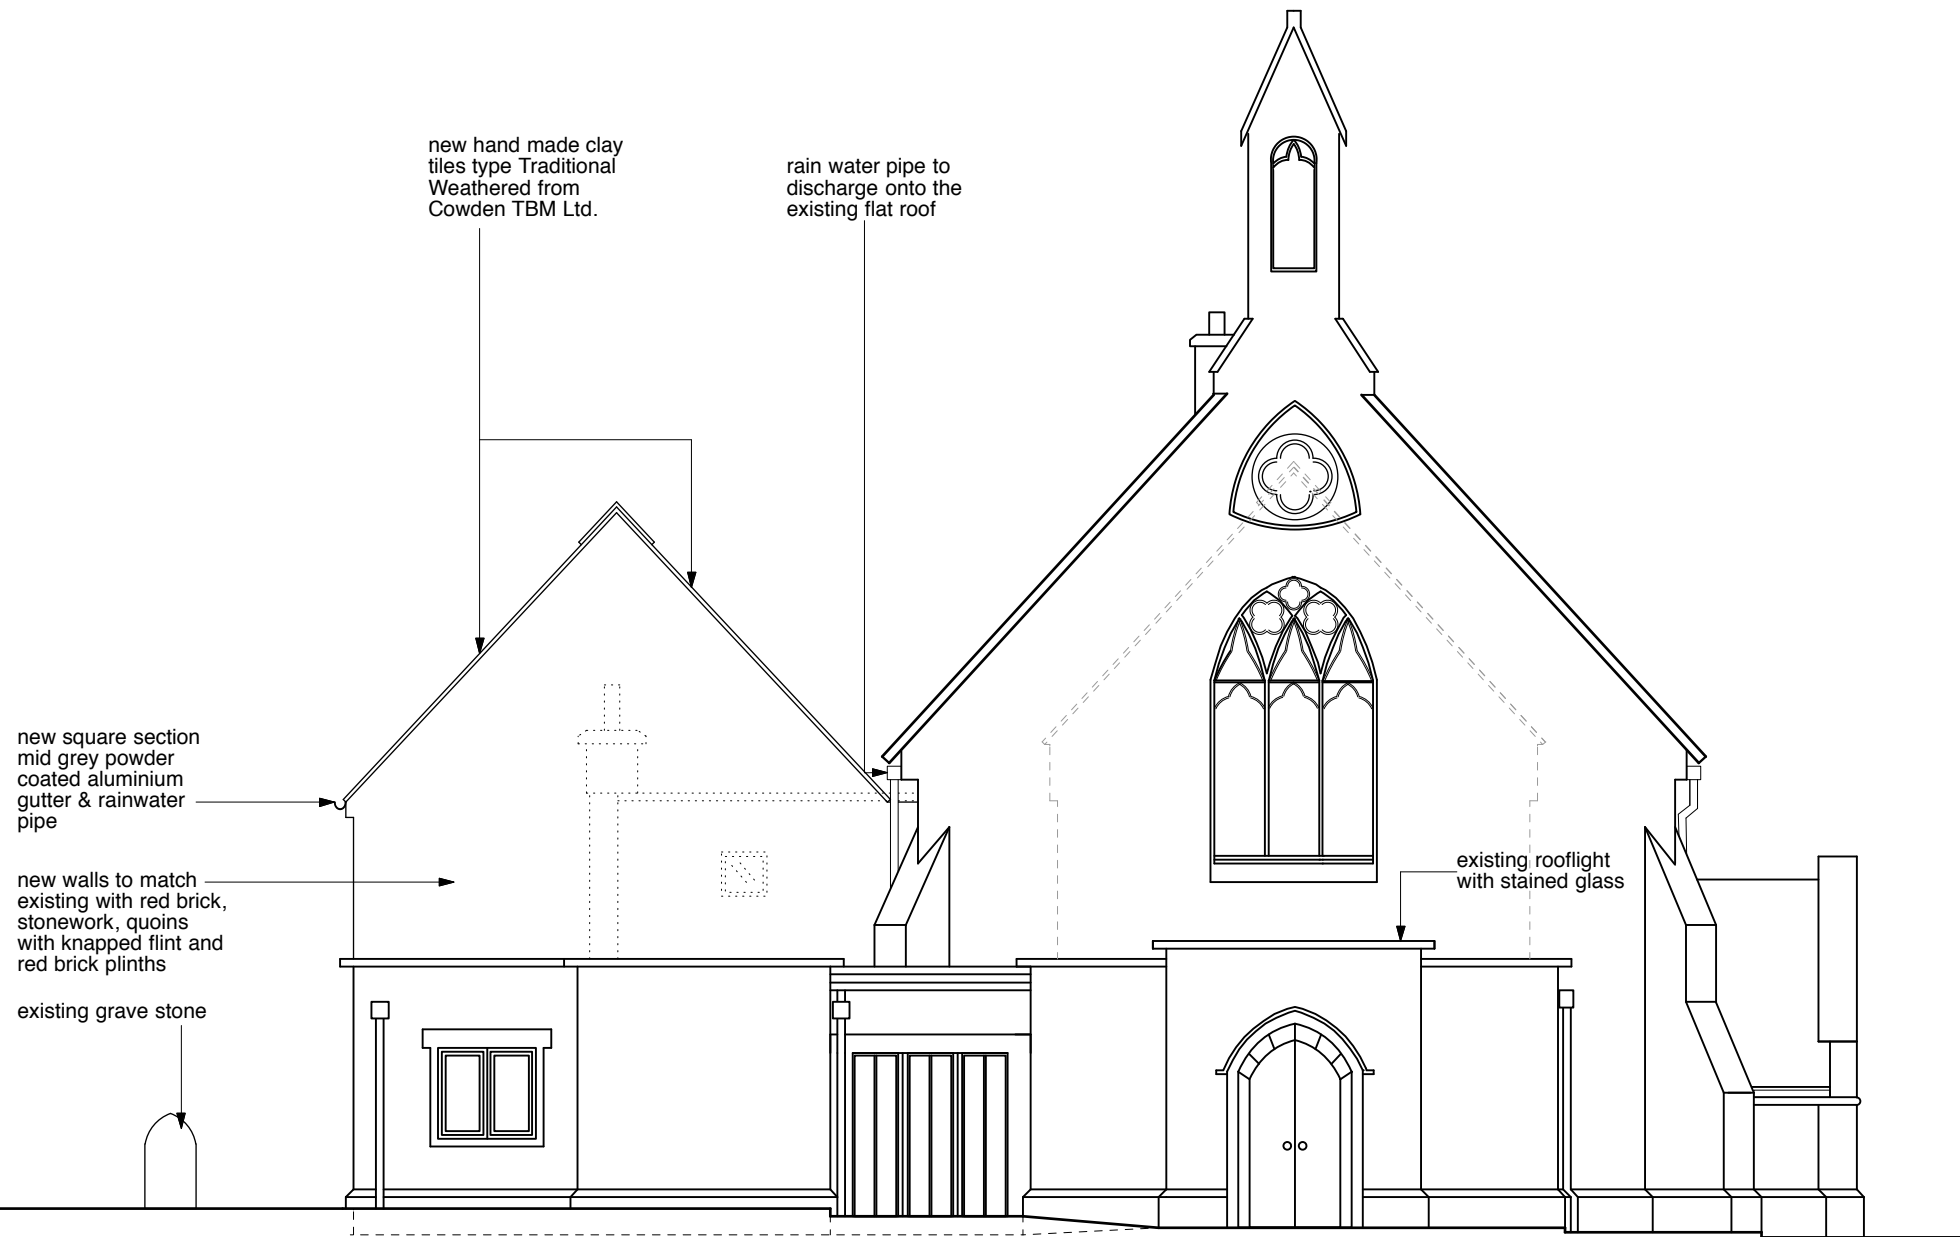 new hand made clay
tiles type Traditional
Weathered from
Cowden TBM Ltd.
rain water pipe to
discharge onto the
existing flat roof
new square section
mid grey powder
coated aluminium
gutter & rainwater
pipe
new walls to match
existing with red brick,
stonework, quoins
with knapped flint and
red brick plinths
existing rooflight
with stained glass
existing grave stone